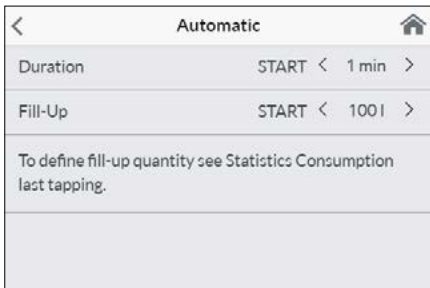 Automatic
Duration START < 1 min >
Fill-Up START < 100 l >
To define fill-up quantity see Statistics Consumption
last tapping.